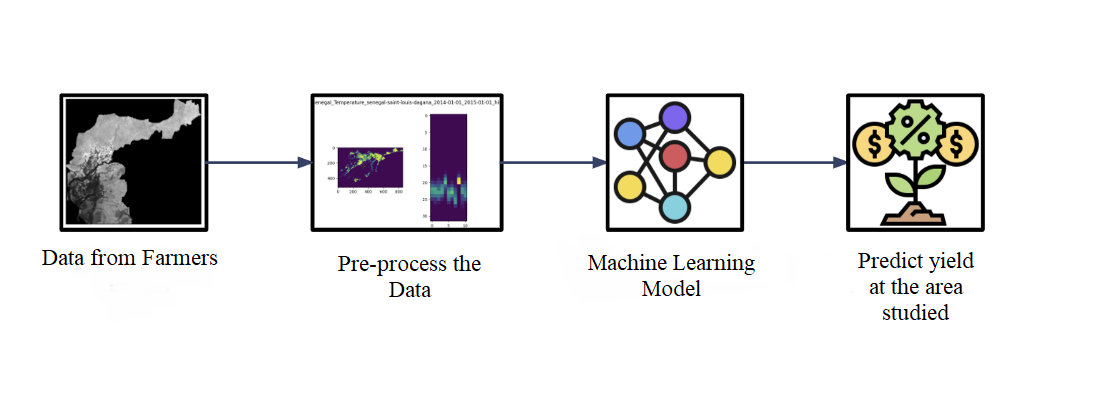 enegal_Temperature_senegal-saint-louis-dagana_2014-01-01_2015-01-01_hi
0
200
400
0 200 400 600 800
0
5
10
15
20
25
30
0 5 10
% $ $
Data from Farmers
Pre-process the
Data
Machine Learning
Model
Predict yield
at the area
studied